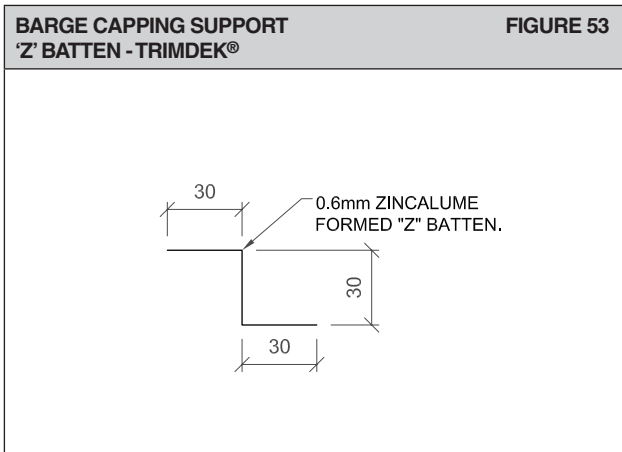 BARGE CAPPING SUPPORT FIGURE 53
‘Z’ BATTEN - TRIMDEK®
30
0.6mm ZINCALUME
FORMED "Z" BATTEN.
30
30